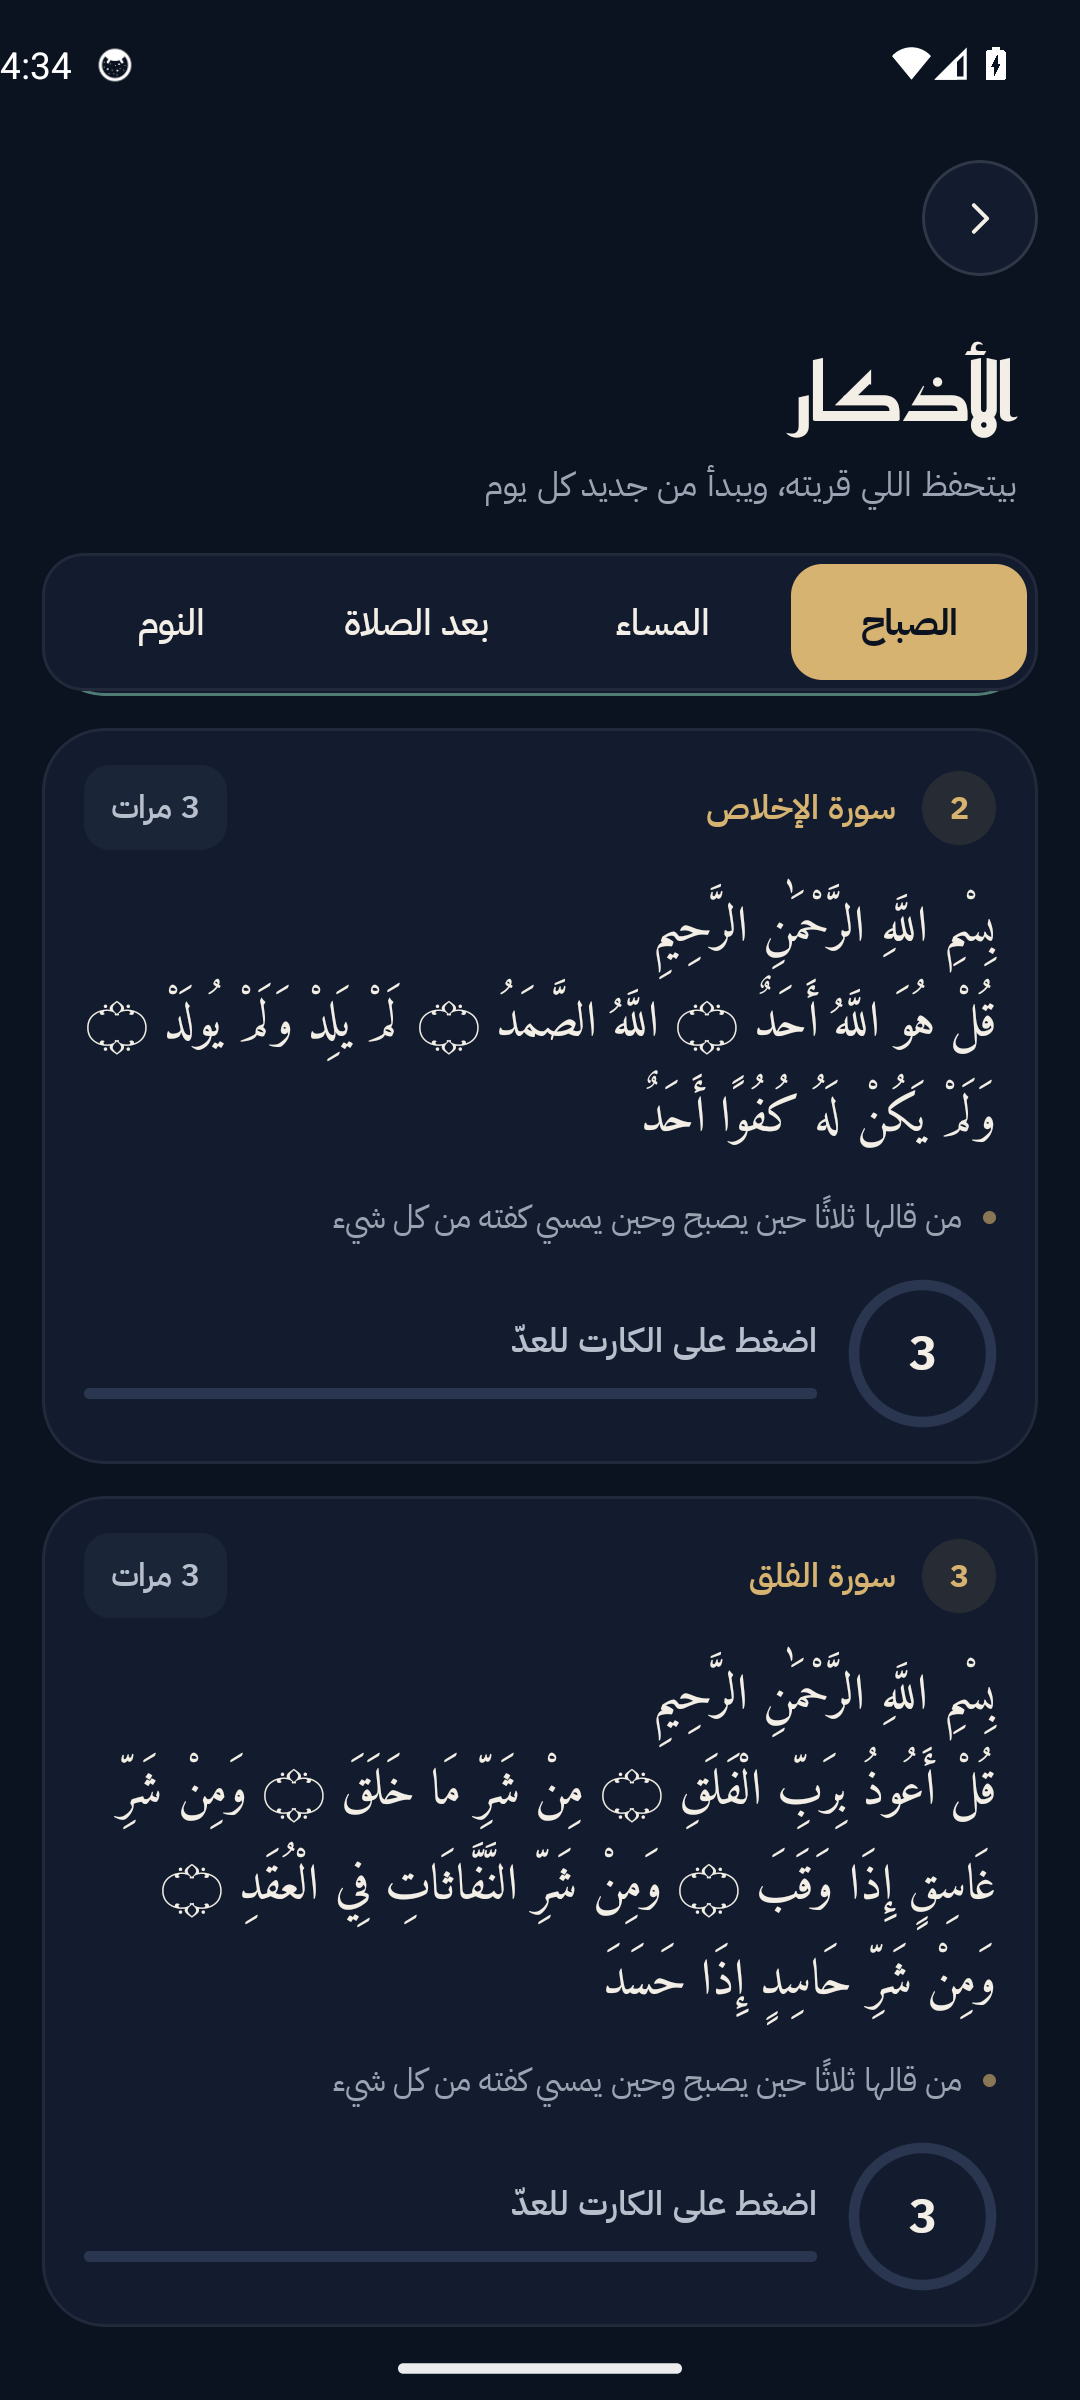 4:34
الأذكار
بيتحفظ اللي قريته، ويبدأ من جديد كل يوم
الصباح
المساء
بعد الصلاة
النوم
2
سورة الإخلاص
3 مرات
بِسْمِ اللَّهِ الرَّحْمَٰنِ الرَّحِيمِ
قُلْ هُوَ اللَّهُ أَحَدٌ ۝ اللَّهُ الصَّمَدُ ۝ لَمْ يَلِدْ وَلَمْ يُولَدْ ۝
وَلَمْ يَكُنْ لَهُ كُفُوًا أَحَدٌ
• من قالها ثلاثًا حين يصبح وحين يمسي كفته من كل شيء
3
اضغط على الكارت للعدّ
3
سورة الفلق
3 مرات
بِسْمِ اللَّهِ الرَّحْمَٰنِ الرَّحِيمِ
قُلْ أَعُوذُ بِرَبِّ الْفَلَقِ ۝ مِنْ شَرِّ مَا خَلَقَ ۝ وَمِنْ شَرِّ
غَاسِقٍ إِذَا وَقَبَ ۝ وَمِنْ شَرِّ النَّفَّاثَاتِ فِي الْعُقَدِ ۝
وَمِنْ شَرِّ حَاسِدٍ إِذَا حَسَدَ
• من قالها ثلاثًا حين يصبح وحين يمسي كفته من كل شيء
3
اضغط على الكارت للعدّ